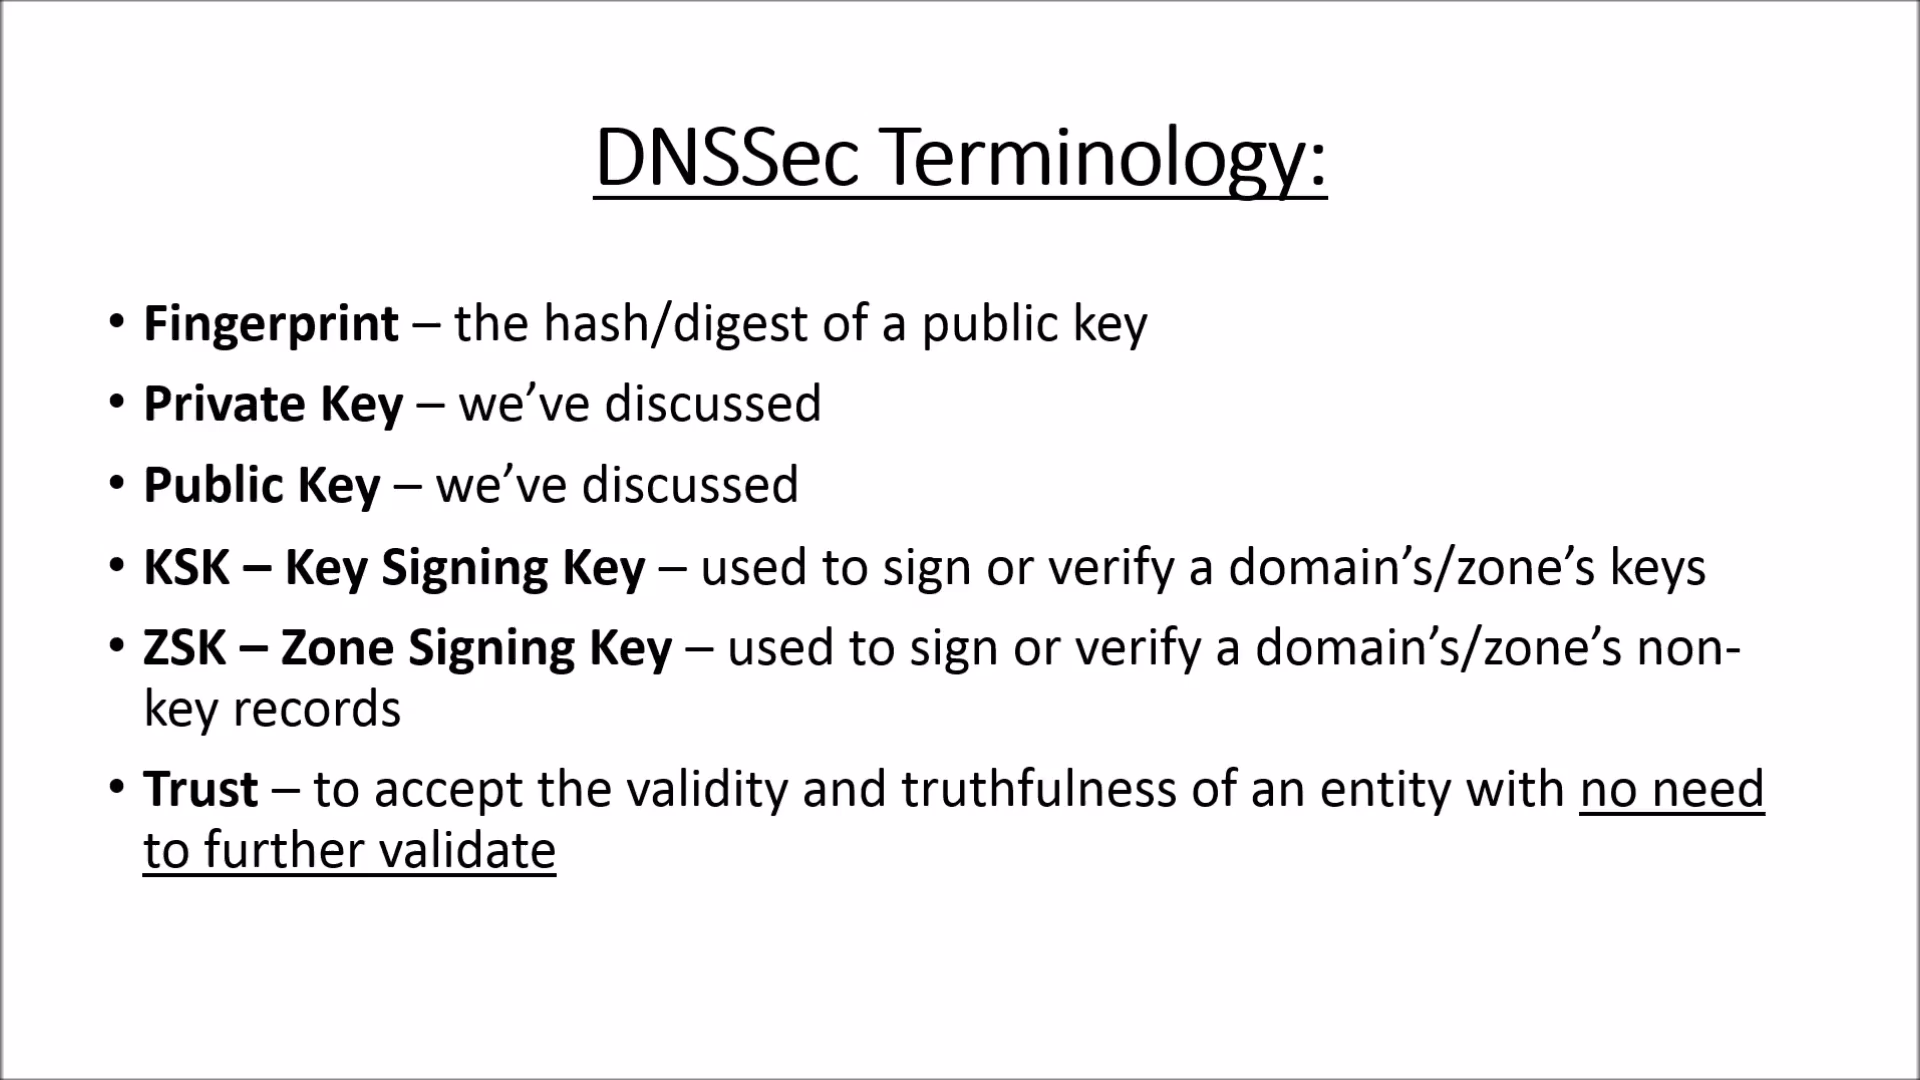 DNSSec Terminology:
• Fingerprint – the hash/digest of a public key
• Private Key – we’ve discussed
• Public Key – we’ve discussed
• KSK – Key Signing Key – used to sign or verify a domain’s/zone’s keys
• ZSK – Zone Signing Key – used to sign or verify a domain’s/zone’s non-
key records
• Trust – to accept the validity and truthfulness of an entity with no need
to further validate